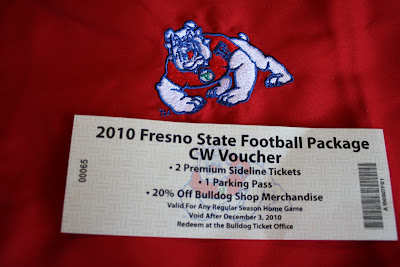 2010 Fresno State Football Package
CW Voucher
• 2 Premium Sideline Tickets
• 1 Parking Pass
• 20% Off Bulldog Shop Merchandise
Valid For Any Regular Season Home Game
Void After December 3, 2010
Redeem at the Bulldog Ticket Office
00065